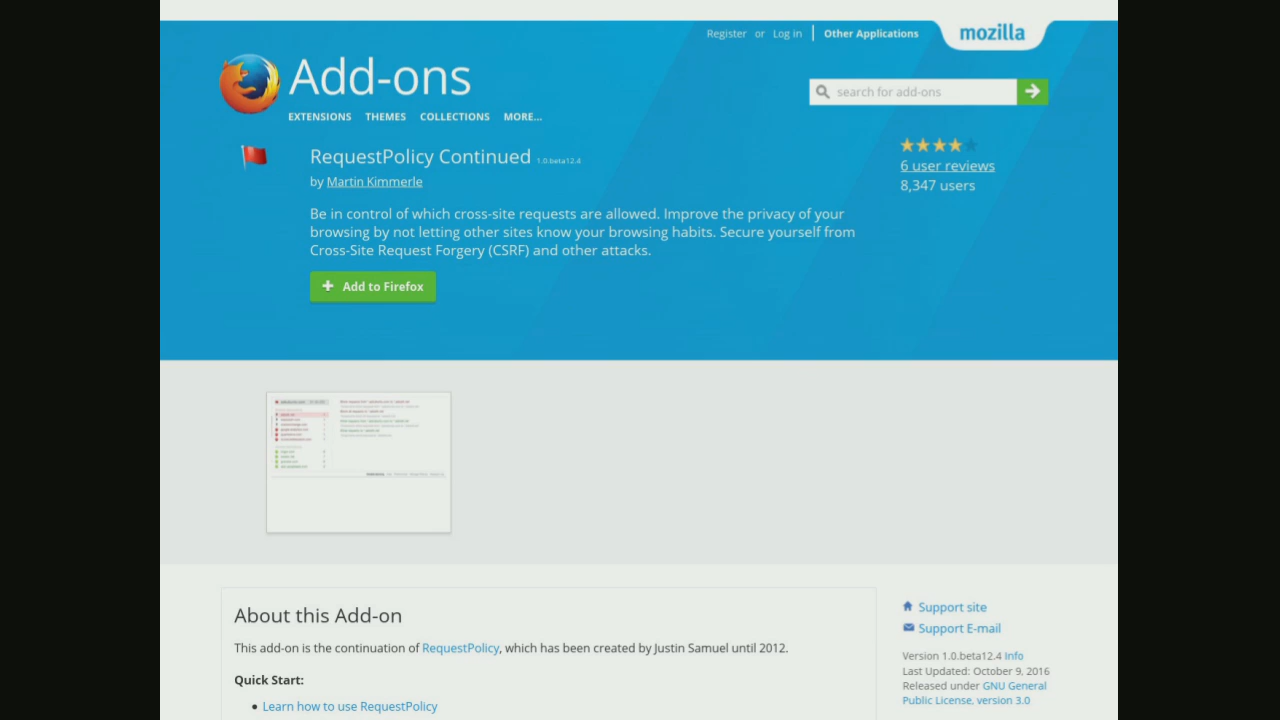 Register or Log in | Other Applications
mozilla
Add-ons
search for add-ons
EXTENSIONS THEMES COLLECTIONS MORE...
RequestPolicy Continued 1.0.beta12.4
by Martin Kimmerle
Be in control of which cross-site requests are allowed. Improve the privacy of your
browsing by not letting other sites know your browsing habits. Secure yourself from
Cross-Site Request Forgery (CSRF) and other attacks.
Add to Firefox
6 user reviews
8,347 users
About this Add-on
This add-on is the continuation of RequestPolicy, which has been created by Justin Samuel until 2012.
Quick Start:
• Learn how to use RequestPolicy
Support site
Support E-mail
Version 1.0.beta12.4 Info
Last Updated: October 9, 2016
Released under GNU General
Public License, version 3.0